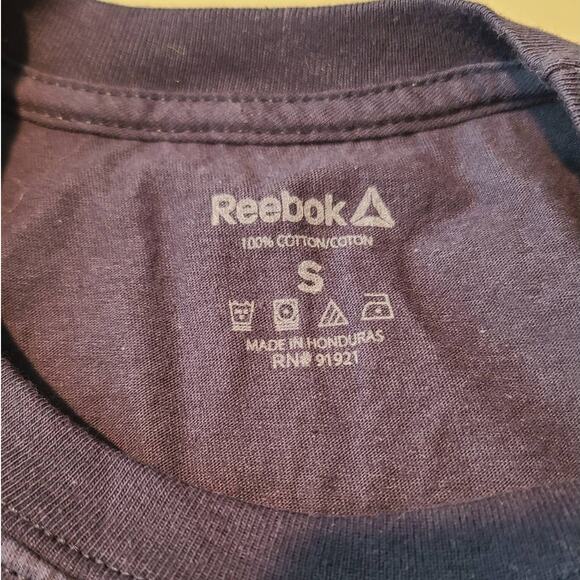 Reebok
100% COTTON/COTON
S
MADE IN HONDURAS
RN# 91921